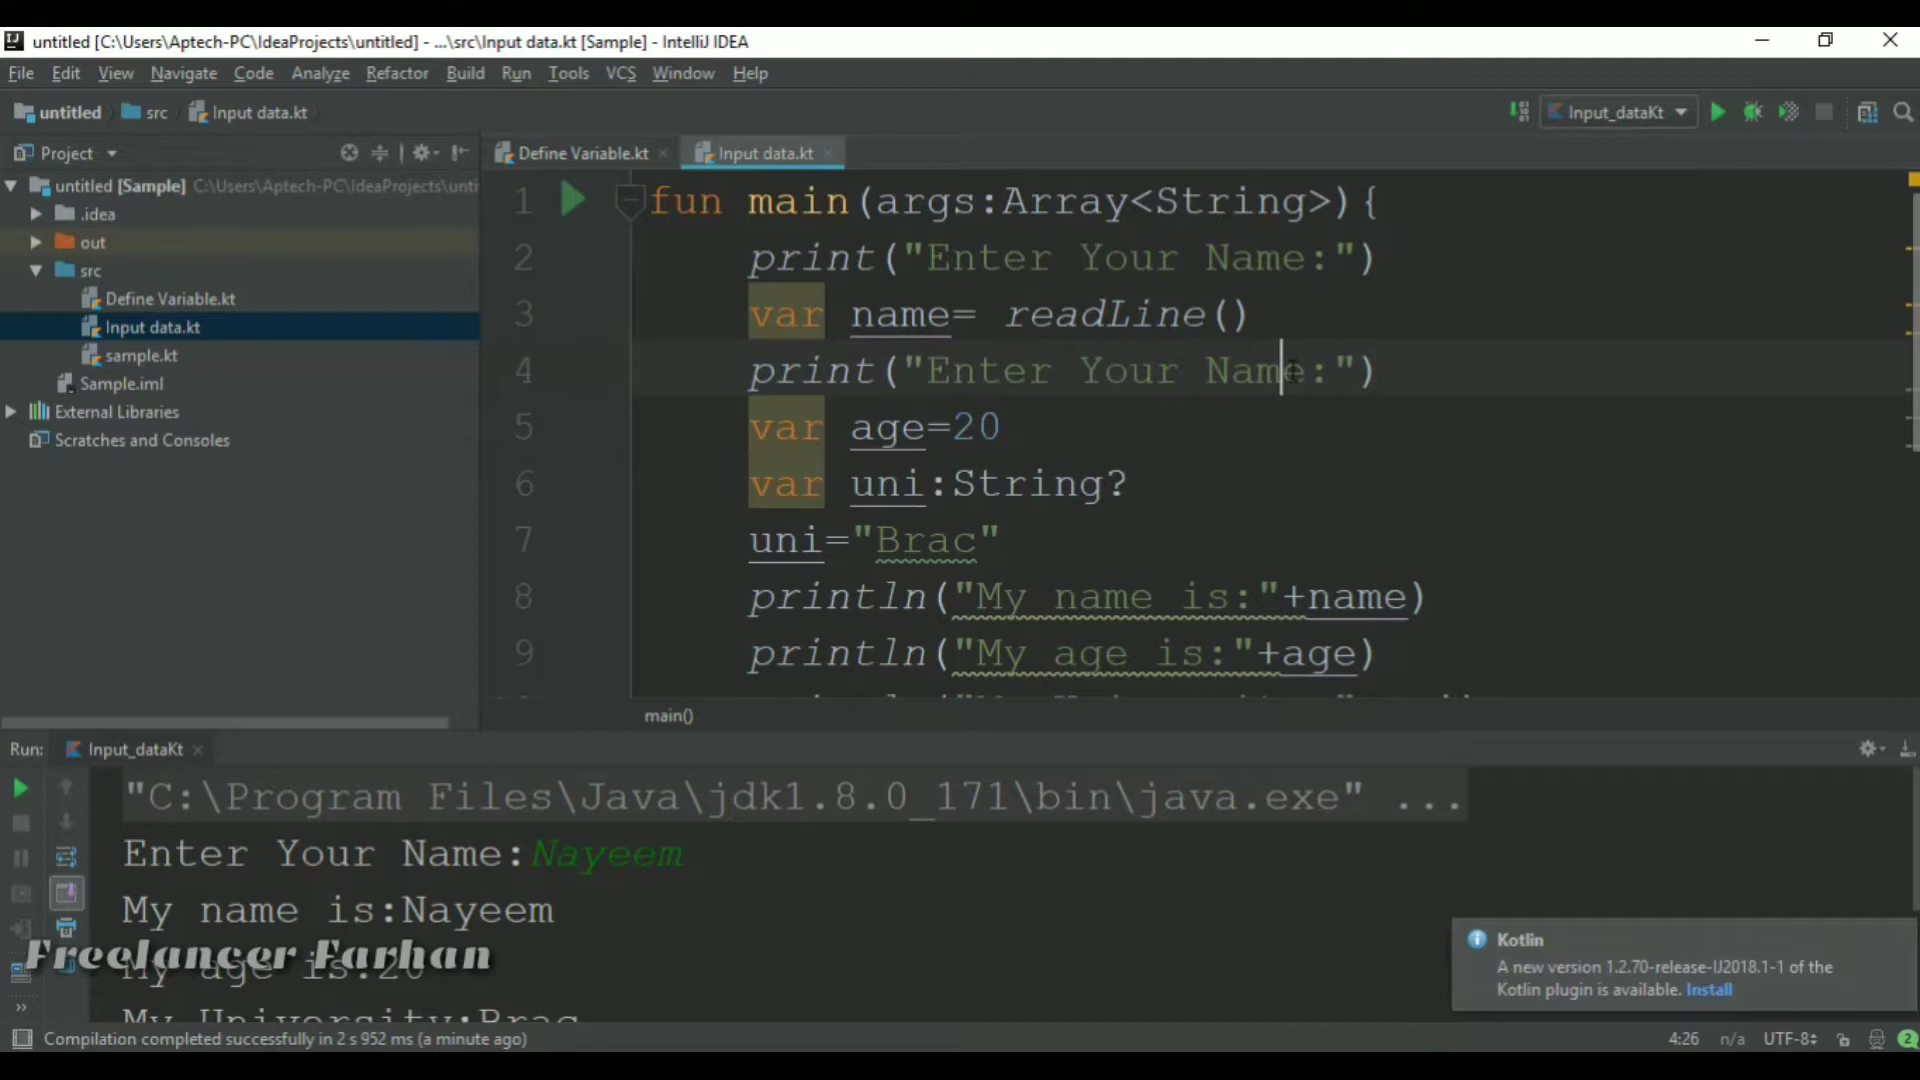 untitled [C:\Users\Aptech-PC\IdeaProjects\untitled] - ...\src\Input data.kt [Sample] - IntelliJ IDEA
File Edit View Navigate Code Analyze Refactor Build Run Tools VCS Window Help
untitled src Input data.kt Input_dataKt
Project Define Variable.kt Input data.kt
untitled [Sample] C:\Users\Aptech-PC\IdeaProjects\unti
.idea
out
src
Define Variable.kt
Input data.kt
sample.kt
Sample.iml
External Libraries
Scratches and Consoles
1 fun main(args:Array<String>){
2 print("Enter Your Name:")
3 var name= readLine()
4 print("Enter Your Name:")
5 var age=20
6 var uni:String?
7 uni="Brac"
8 println("My name is:"+name)
9 println("My age is:"+age)
main()
Run: Input_dataKt
"C:\Program Files\Java\jdk1.8.0_171\bin\java.exe" ...
Enter Your Name:Nayeem
My name is:Nayeem
My age is:20
My University:Brac
Freelancer Farhan
Kotlin
A new version 1.2.70-release-IJ2018.1-1 of the
Kotlin plugin is available. Install
Compilation completed successfully in 2 s 952 ms (a minute ago) 4:26 n/a UTF-8 2